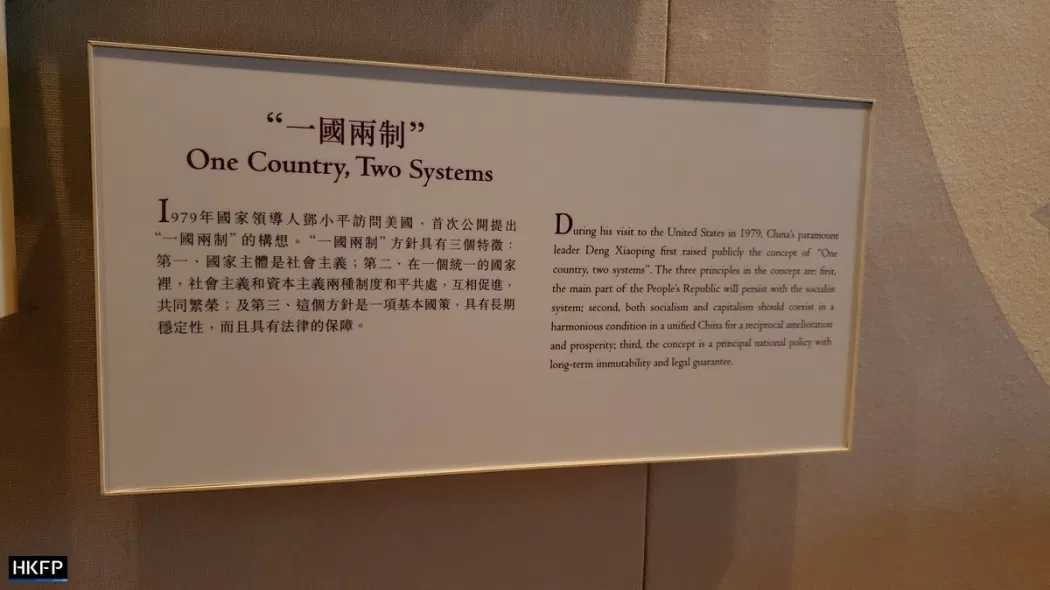 “一國兩制”
One Country, Two Systems
1979年國家領導人鄧小平訪問美國，首次公開提出
“一國兩制”的構想。“一國兩制”方針具有三個特徵：
第一、國家主體是社會主義；第二、在一個統一的國家
裡，社會主義和資本主義兩種制度和平共處，互相促進，
共同繁榮；及第三、這個方針是一項基本國策，具有長期
穩定性，而且具有法律的保障。
During his visit to the United States in 1979, China's paramount
leader Deng Xiaoping first raised publicly the concept of “One
country, two systems”. The three principles in the concept are: first,
the main part of the People's Republic will persist with the socialist
system; second, both socialism and capitalism should coexist in a
harmonious condition in a unified China for a reciprocal amelioration
and prosperity; third, the concept is a principal national policy with
long-term immutability and legal guarantee.
HKFP